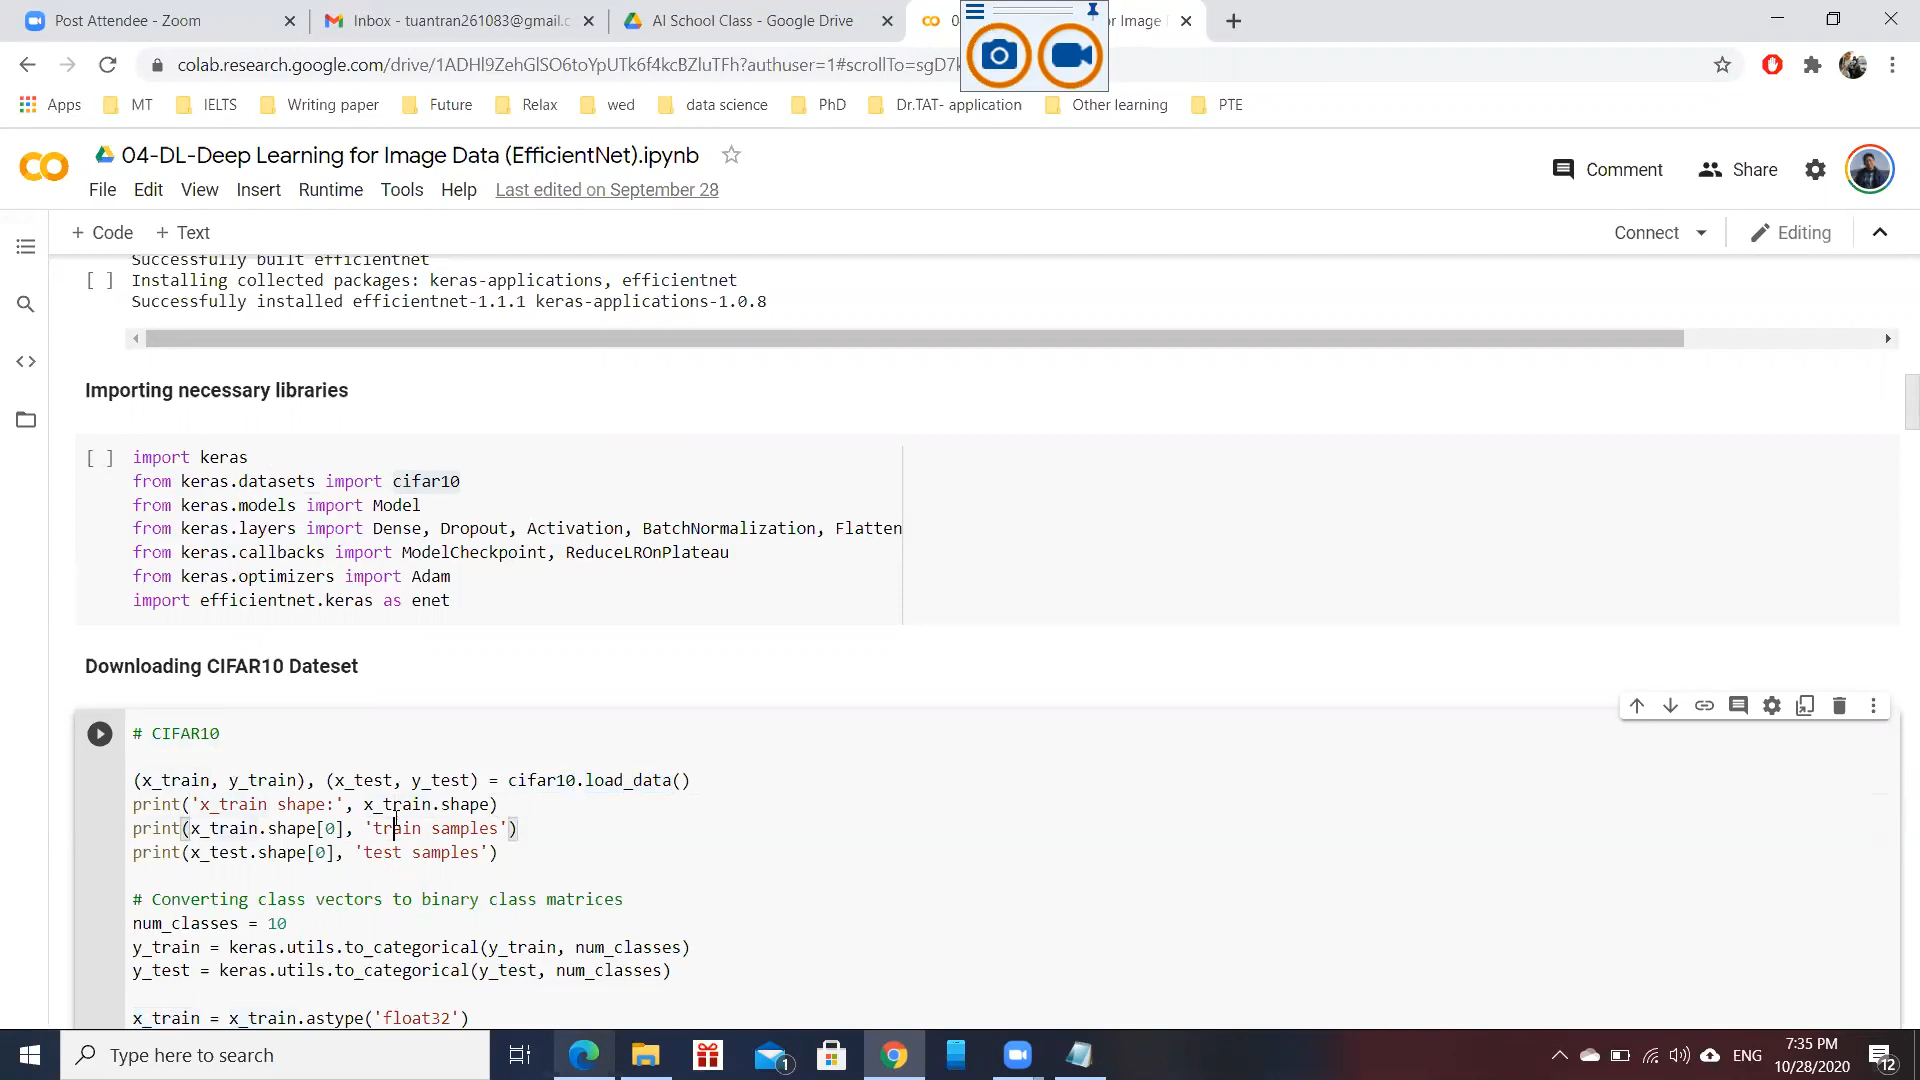 Post Attendee - Zoom
Inbox - tuantran261083@gmail.c
AI School Class - Google Drive
or Image
colab.research.google.com/drive/1ADHl9ZehGlSO6toYpUTk6f4kcBZluTFh?authuser=1#scrollTo=sgD7k
Apps MT IELTS Writing paper Future Relax wed data science PhD Dr.TAT- application Other learning PTE
04-DL-Deep Learning for Image Data (EfficientNet).ipynb
Comment Share
File Edit View Insert Runtime Tools Help Last edited on September 28
+ Code + Text
Connect Editing
Successfully built efficientnet
[ ] Installing collected packages: keras-applications, efficientnet
Successfully installed efficientnet-1.1.1 keras-applications-1.0.8
Importing necessary libraries
[ ] import keras
from keras.datasets import cifar10
from keras.models import Model
from keras.layers import Dense, Dropout, Activation, BatchNormalization, Flatten
from keras.callbacks import ModelCheckpoint, ReduceLROnPlateau
from keras.optimizers import Adam
import efficientnet.keras as enet
Downloading CIFAR10 Dateset
# CIFAR10
(x_train, y_train), (x_test, y_test) = cifar10.load_data()
print('x_train shape:', x_train.shape)
print(x_train.shape[0], 'train samples')
print(x_test.shape[0], 'test samples')
# Converting class vectors to binary class matrices
num_classes = 10
y_train = keras.utils.to_categorical(y_train, num_classes)
y_test = keras.utils.to_categorical(y_test, num_classes)
x_train = x_train.astype('float32')
Type here to search
1
ENG
7:35 PM
10/28/2020
12